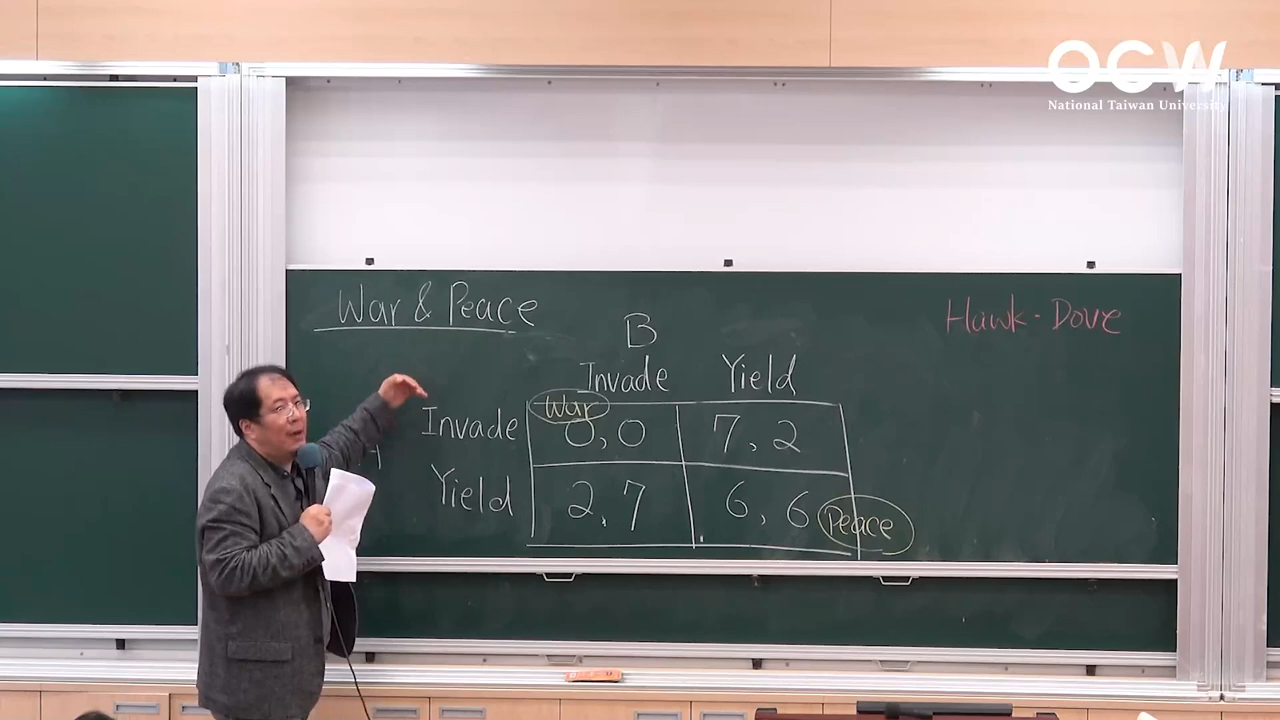 OCW
National Taiwan University
War & Peace
Hawk-Dove
B
Invade Yield
War
Invade 0, 0 7, 2
Yield 2, 7 6, 6 Peace